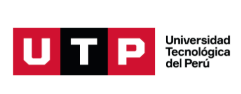 UTP
Universidad
Tecnológica
del Perú